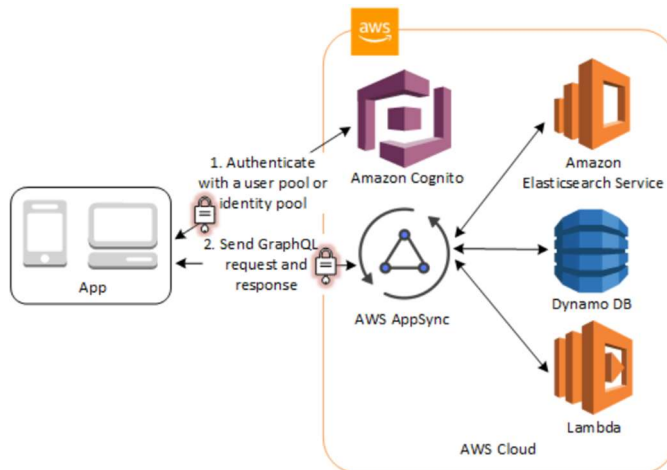 aws
1. Authenticate
with a user pool or
identity pool
Amazon Cognito
Amazon
Elasticsearch Service
2. Send GraphQL
request and
response
App
AWS AppSync
Dynamo DB
Lambda
AWS Cloud